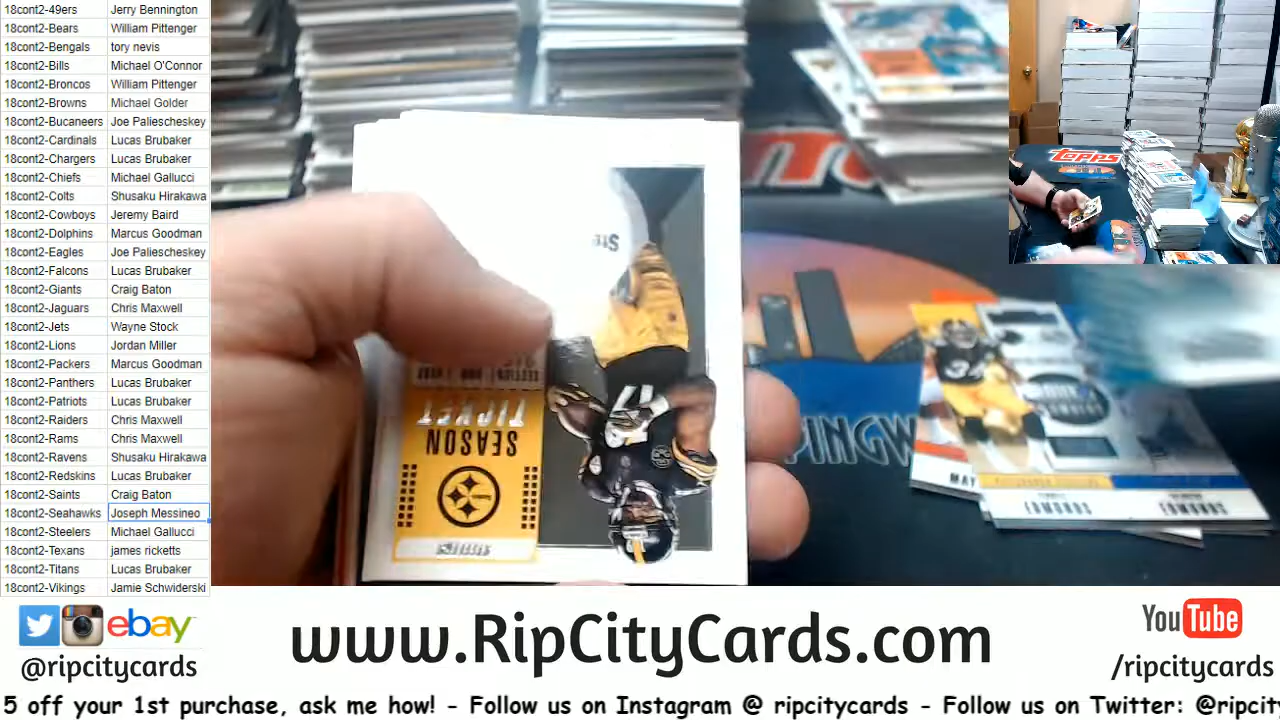 18cont2-49ers Jerry Bennington
18cont2-Bears William Pittenger
18cont2-Bengals tory nevis
18cont2-Bills Michael O'Connor
18cont2-Broncos William Pittenger
18cont2-Browns Michael Golder
18cont2-Bucaneers Joe Paliescheskey
18cont2-Cardinals Lucas Brubaker
18cont2-Chargers Lucas Brubaker
18cont2-Chiefs Michael Gallucci
18cont2-Colts Shusaku Hirakawa
18cont2-Cowboys Jeremy Baird
18cont2-Dolphins Marcus Goodman
18cont2-Eagles Joe Paliescheskey
18cont2-Falcons Lucas Brubaker
18cont2-Giants Craig Baton
18cont2-Jaguars Chris Maxwell
18cont2-Jets Wayne Stock
18cont2-Lions Jordan Miller
18cont2-Packers Marcus Goodman
18cont2-Panthers Lucas Brubaker
18cont2-Patriots Lucas Brubaker
18cont2-Raiders Chris Maxwell
18cont2-Rams Chris Maxwell
18cont2-Ravens Shusaku Hirakawa
18cont2-Redskins Lucas Brubaker
18cont2-Saints Craig Baton
18cont2-Seahawks Joseph Messineo
18cont2-Steelers Michael Gallucci
18cont2-Texans james ricketts
18cont2-Titans Lucas Brubaker
18cont2-Vikings Jamie Schwiderski
SEASON
TICKET
34
MAY
EDMUNDS
topps
ebay
@ripcitycards
www.RipCityCards.com
YouTube
/ripcitycards
5 off your 1st purchase, ask me how! - Follow us on Instagram @ ripcitycards - Follow us on Twitter: @ripcity